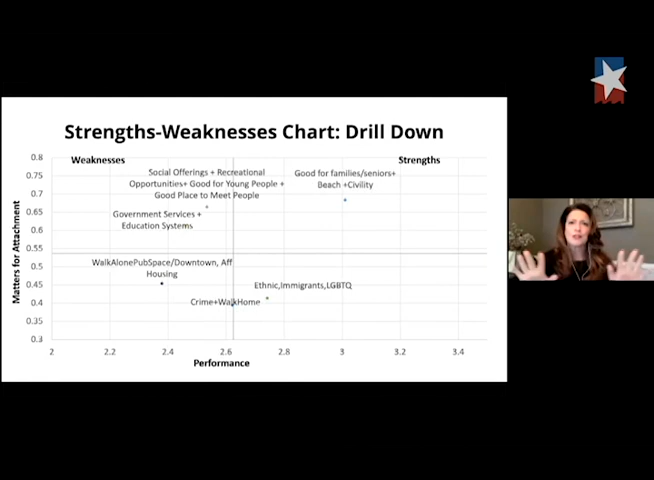 Strengths-Weaknesses Chart: Drill Down
Weaknesses
Strengths
Social Offerings + Recreational
Opportunities+ Good for Young People +
Good Place to Meet People
Good for families/seniors+
Beach +Civility
Government Services +
Education Systems
WalkAlonePubSpace/Downtown, Aff
Housing
Ethnic,Immigrants,LGBTQ
Crime+WalkHome
Matters for Attachment
0.8
0.75
0.7
0.65
0.6
0.55
0.5
0.45
0.4
0.35
0.3
2
2.2
2.4
2.6
2.8
3
3.2
3.4
Performance